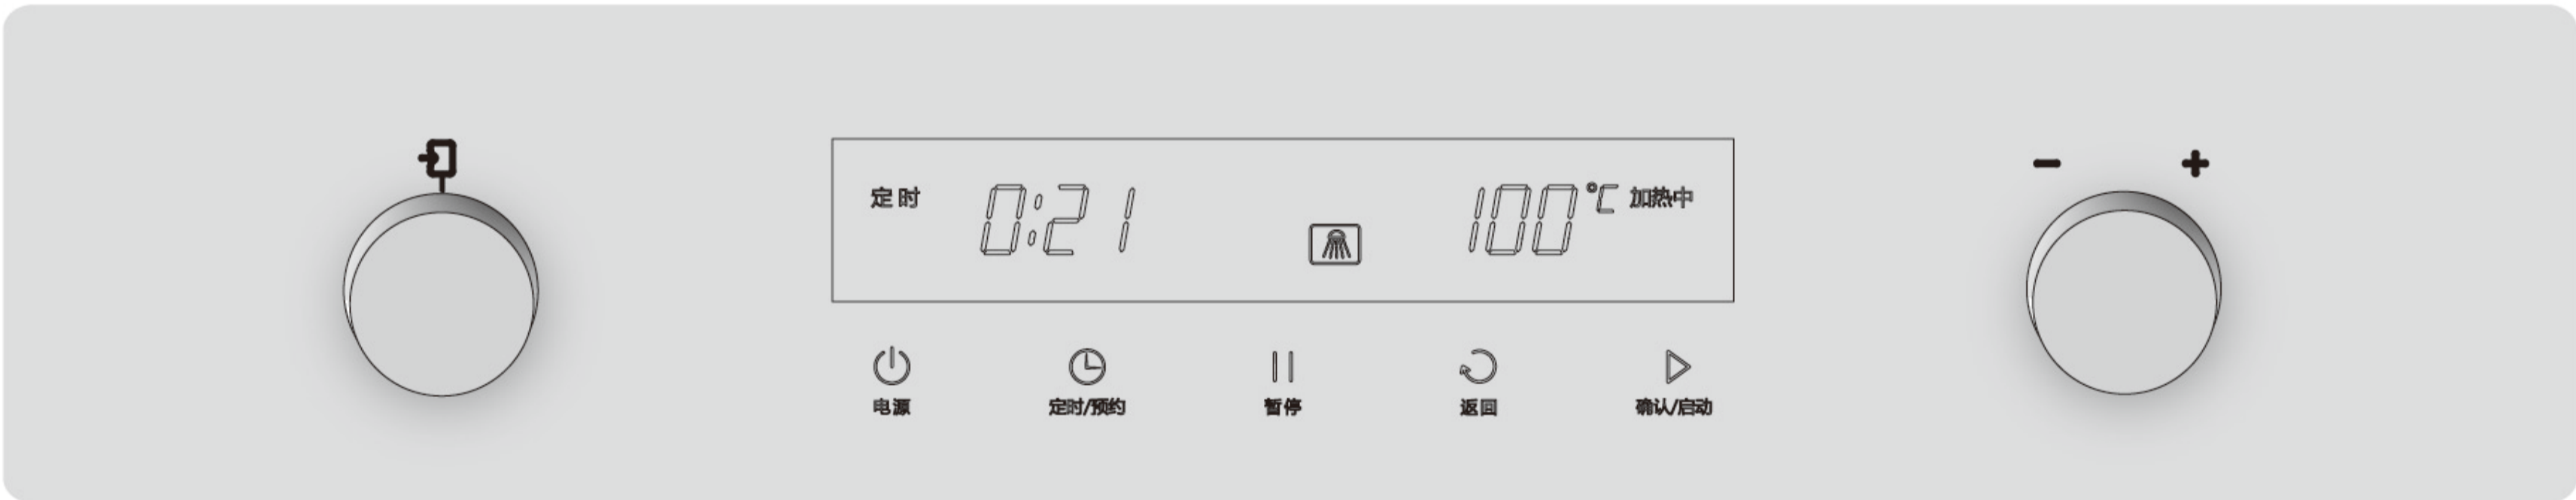 定时 0:21 100℃ 加热中
− +
电源 定时/预约 暂停 返回 确认/启动